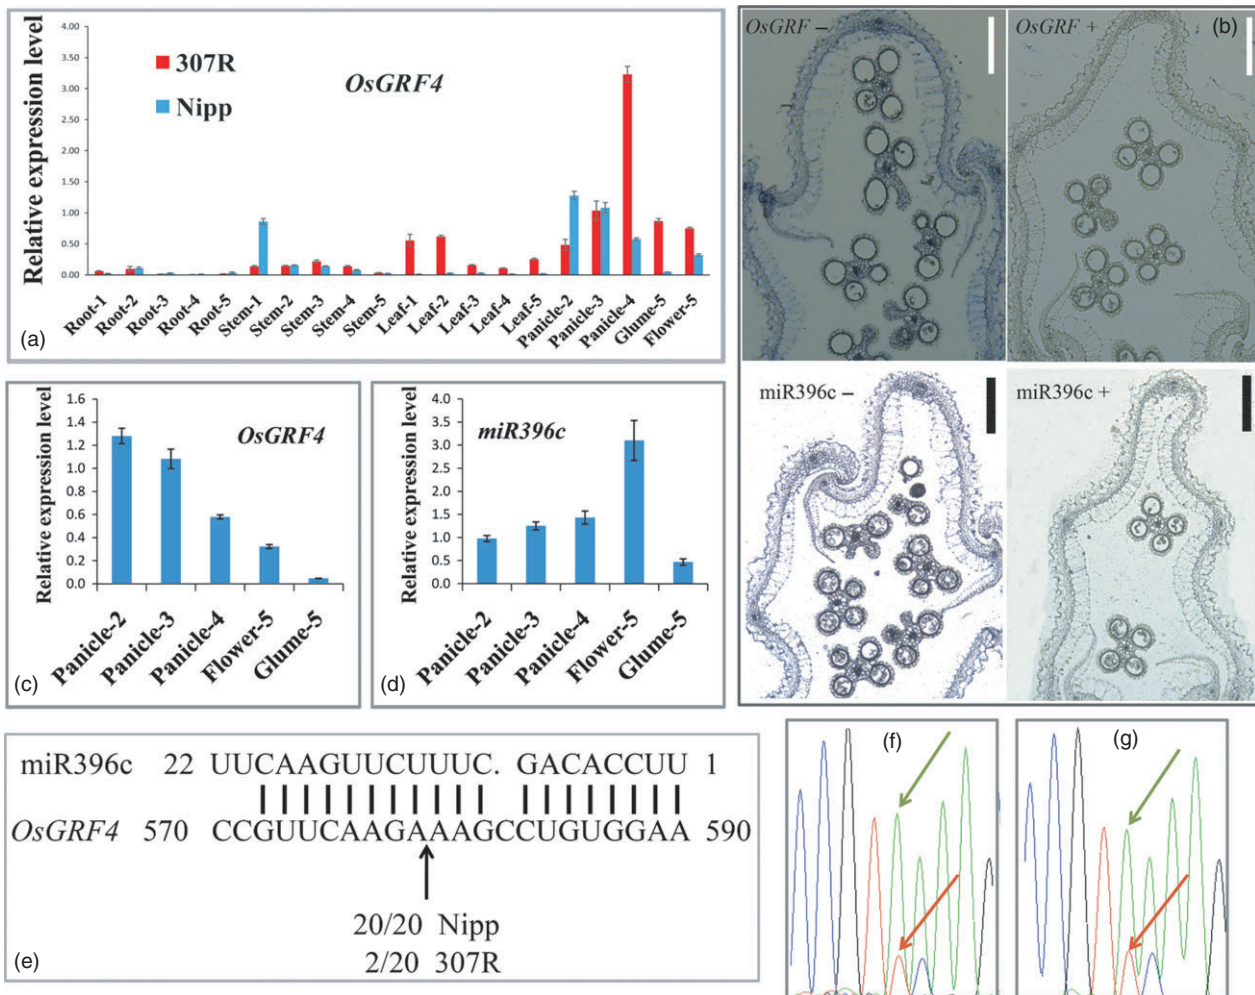 Relative expression level
4.00
3.50
3.00
2.50
2.00
1.50
1.00
0.50
0.00
307R
Nipp
OsGRF4
Root-1
Root-2
Root-3
Root-4
Root-5
Stem-1
Stem-2
Stem-3
Stem-4
Stem-5
Leaf-1
Leaf-2
Leaf-3
Leaf-4
Leaf-5
Panicle-2
Panicle-3
Panicle-4
Glume-5
Flower-5
(a)
OsGRF –
OsGRF +
(b)
miR396c –
miR396c +
Relative expression level
1.6
1.4
1.2
1.0
0.8
0.6
0.4
0.2
0.0
OsGRF4
Panicle-2
Panicle-3
Panicle-4
Flower-5
Glume-5
(c)
Relative expression level
4.0
3.5
3.0
2.5
2.0
1.5
1.0
0.5
0.0
miR396c
Panicle-2
Panicle-3
Panicle-4
Flower-5
Glume-5
(d)
miR396c 22 UUCAAGUUCUUUC. GACACCUU 1
OsGRF4 570 CCGUUCAAGAAAGCCUGUGGAA 590
20/20 Nipp
2/20 307R
(e)
(f)
(g)